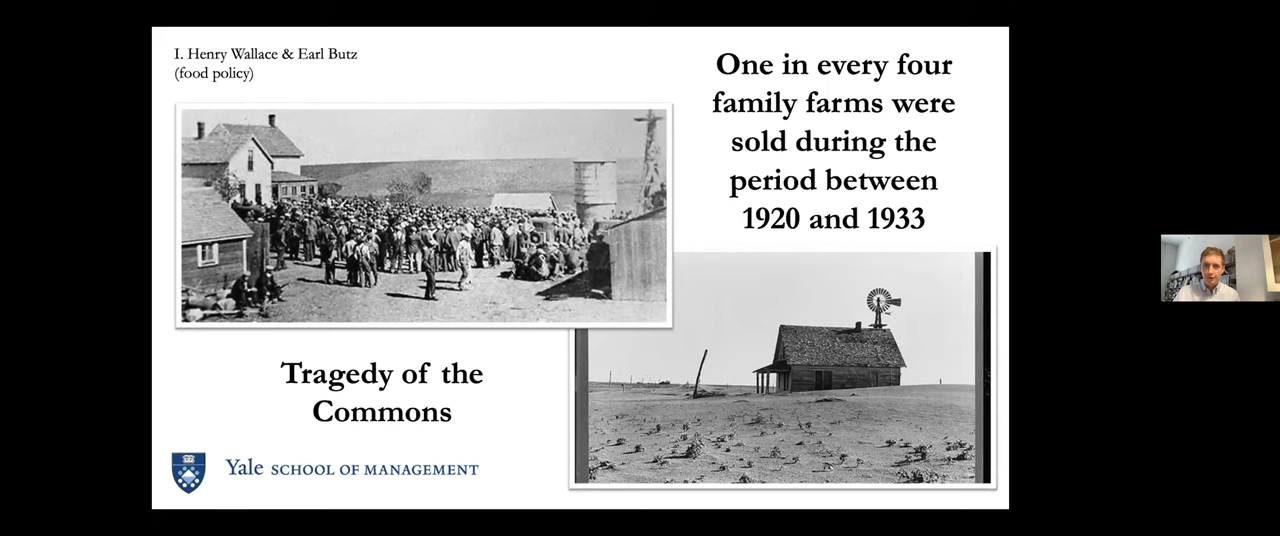 I. Henry Wallace & Earl Butz
(food policy)
One in every four
family farms were
sold during the
period between
1920 and 1933
Tragedy of the
Commons
Yale SCHOOL OF MANAGEMENT